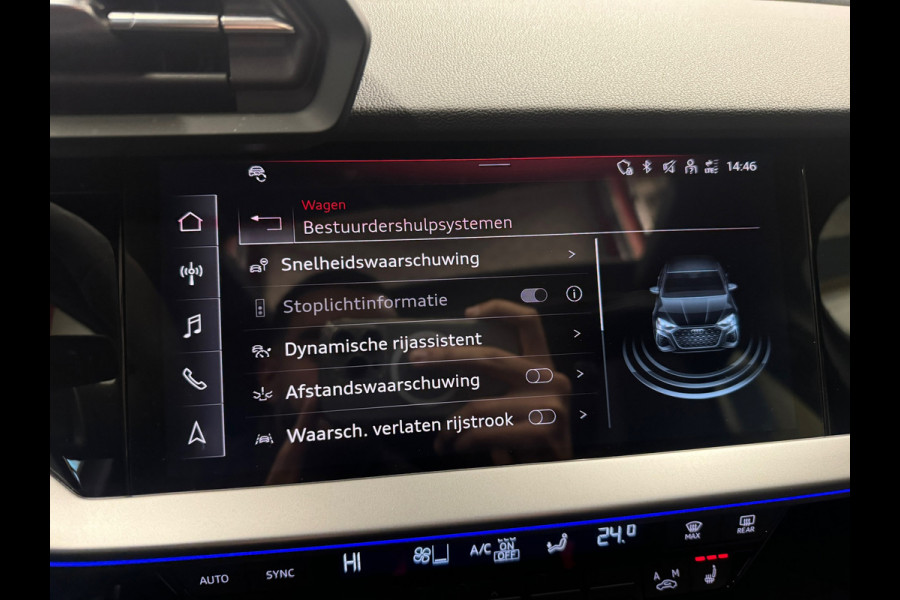 14:46
Wagen
Bestuurdershulpsystemen
Snelheidswaarschuwing
Stoplichtinformatie
Dynamische rijassistent
Afstandswaarschuwing
Waarsch. verlaten rijstrook
AUTO
SYNC
HI
A/C
ON
OFF
24.0
MAX
REAR
A
M